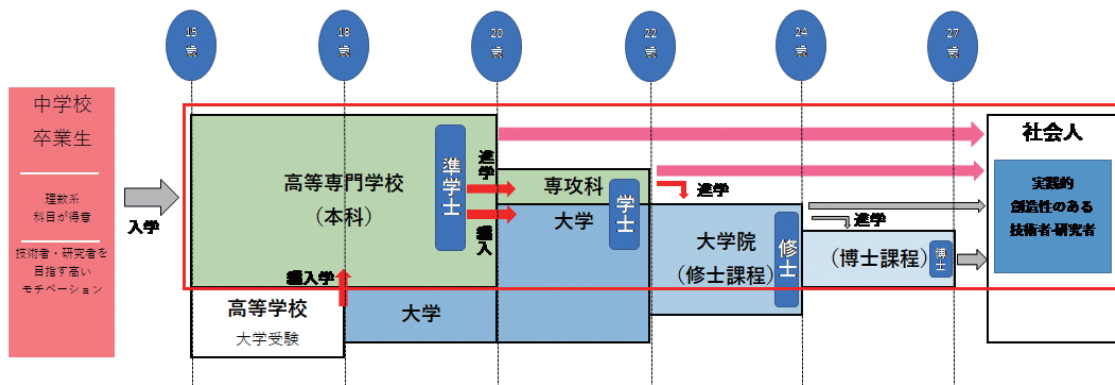 15
歳
18
歳
20
歳
22
歳
24
歳
27
歳
中学校
卒業生
理数系
科目が得意
技術者・研究者を
目指す高い
モチベーション
入学
高等専門学校
（本科）
準学士
進学
編入
編入学
高等学校
大学受験
大学
専攻科
大学
学士
進学
大学院
（修士課程）
修士
進学
（博士課程）
博士
社会人
実践的
創造性のある
技術者・研究者